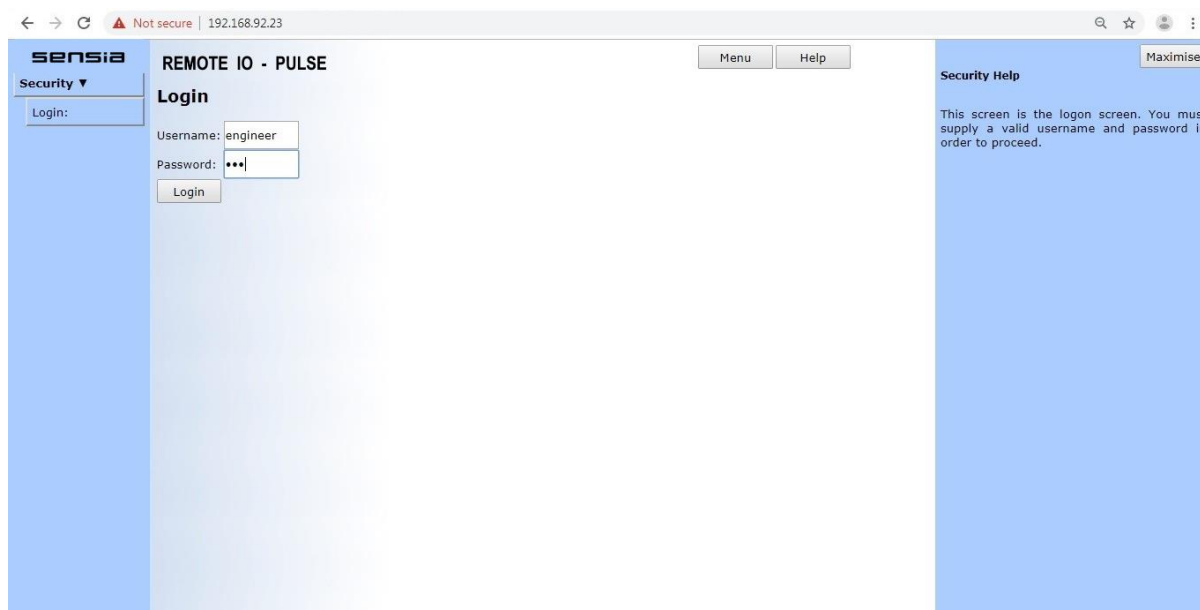 Not secure | 192.168.92.23
sensia
Security ▼
Login:
REMOTE IO - PULSE
Login
Username: engineer
Password: •••
Login
Menu
Help
Maximise
Security Help
This screen is the logon screen. You mus
supply a valid username and password i
order to proceed.